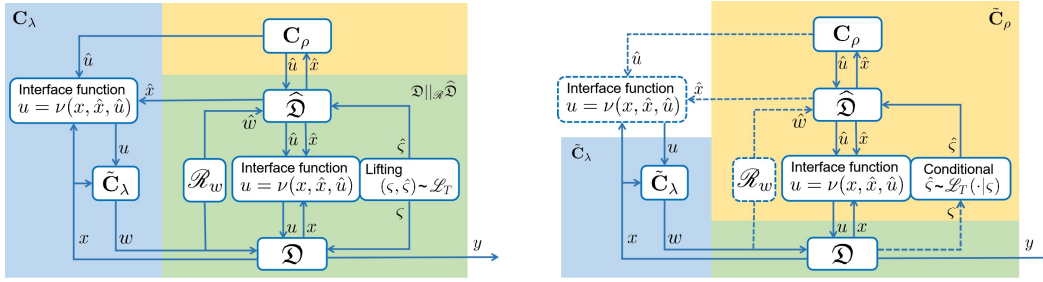 𝐂_λ
𝐂_ρ
û
û
x̂
Interface function
u = ν(x, x̂, û)
x̂
𝔇̂
𝔇||_ℛ 𝔇̂
ŵ
û
x̂
ς̂
u
𝐂̃_λ
ℛ_w
Interface function
u = ν(x, x̂, û)
Lifting
(ς, ς̂)~ℒ_T
ς
x
w
u
x
𝔇
y
𝐂̃_ρ
𝐂_ρ
û
û
x̂
Interface function
u = ν(x, x̂, û)
x̂
𝔇̂
ŵ
û
x̂
ς̂
u
𝐂̃_λ
𝐂̃_λ
ℛ_w
Interface function
u = ν(x, x̂, û)
Conditional
ς̂~ℒ_T(·|ς)
ς
x
w
u
x
𝔇
y